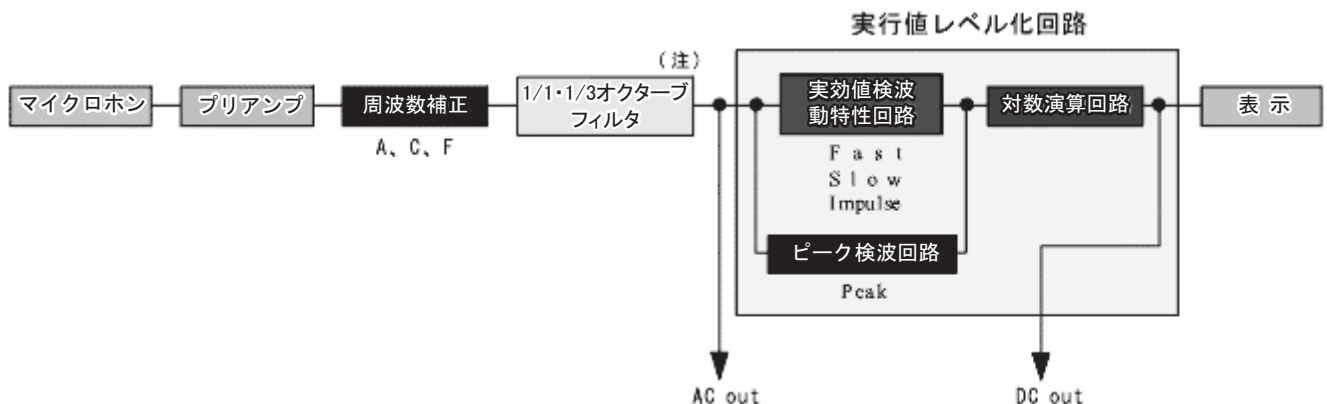 実行値レベル化回路
(注)
マイクロホン
プリアンプ
周波数補正
A、C、F
1/1・1/3オクターブ
フィルタ
実効値検波
動特性回路
Fast
Slow
Impulse
ピーク検波回路
Peak
対数演算回路
表 示
AC out
DC out